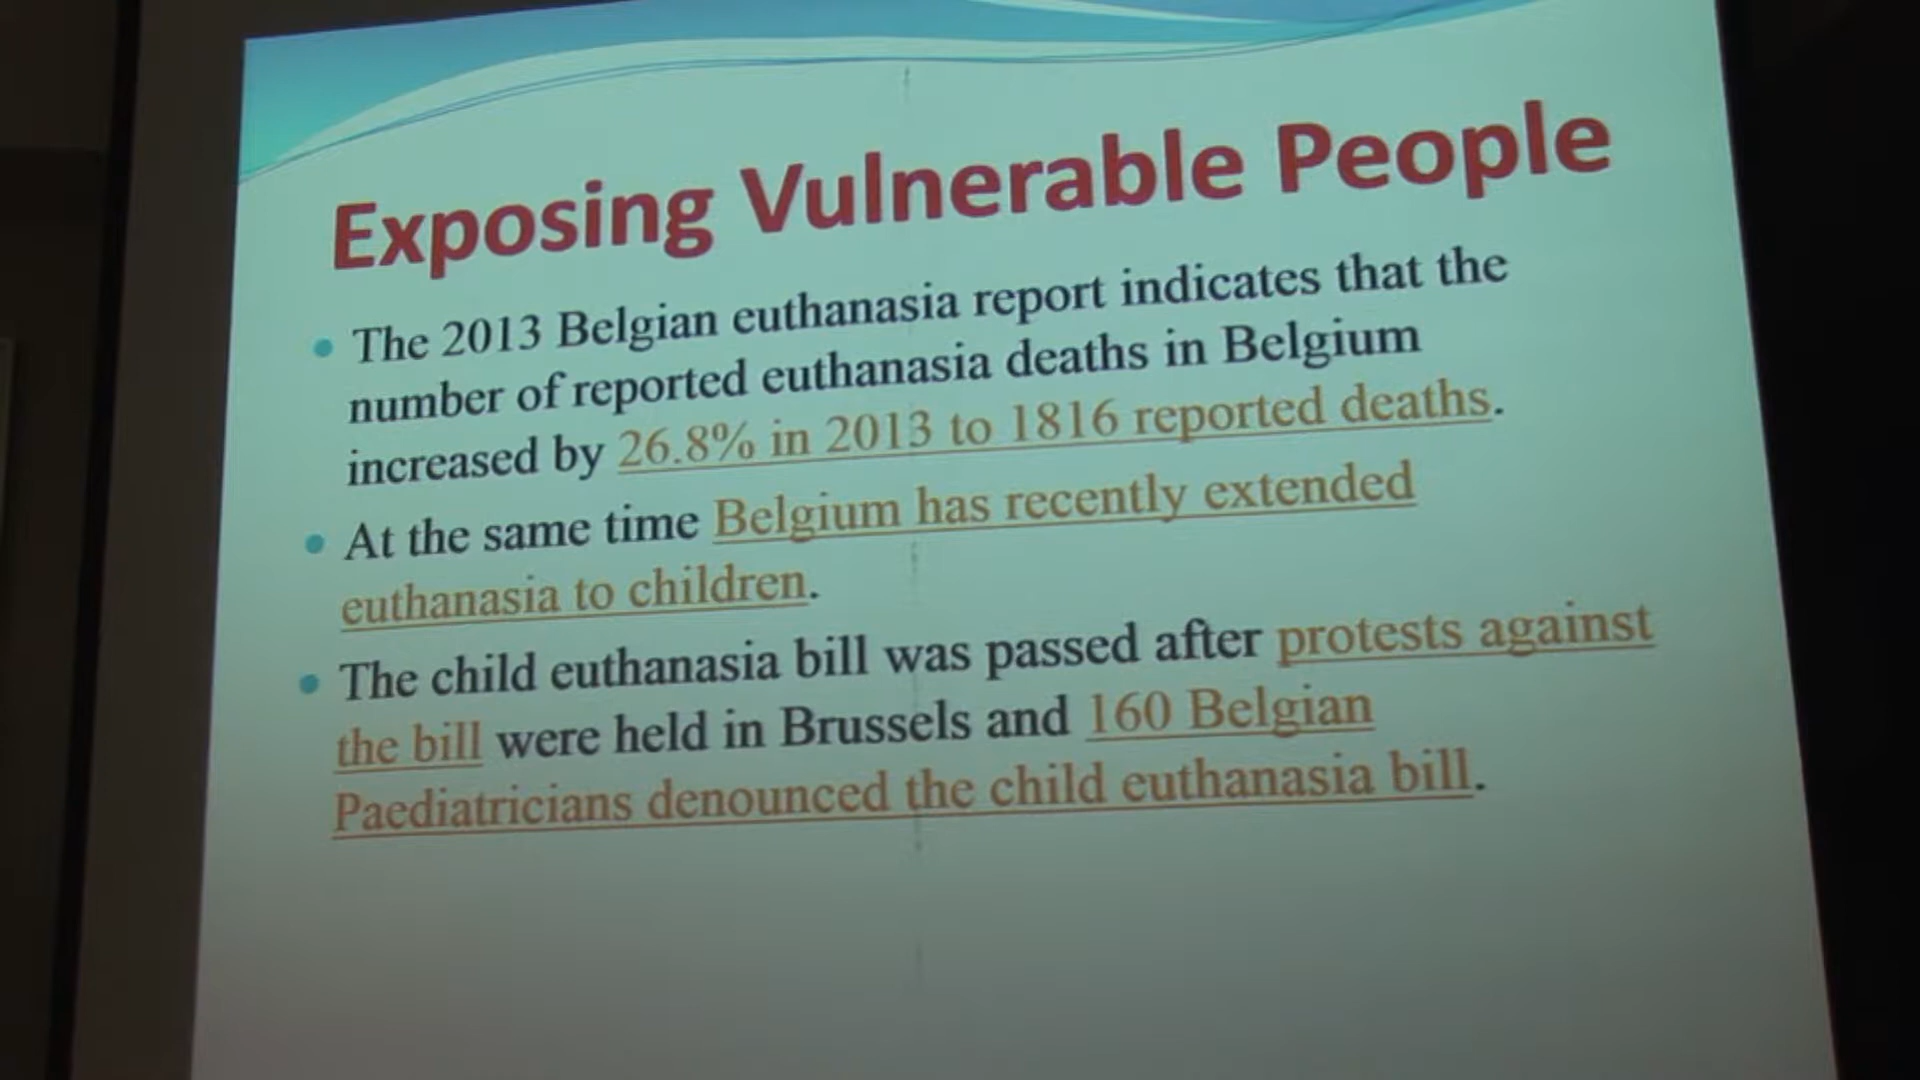 Exposing Vulnerable People
The 2013 Belgian euthanasia report indicates that the
number of reported euthanasia deaths in Belgium
increased by 26.8% in 2013 to 1816 reported deaths.
At the same time Belgium has recently extended
euthanasia to children.
The child euthanasia bill was passed after protests against
the bill were held in Brussels and 160 Belgian
Paediatricians denounced the child euthanasia bill.